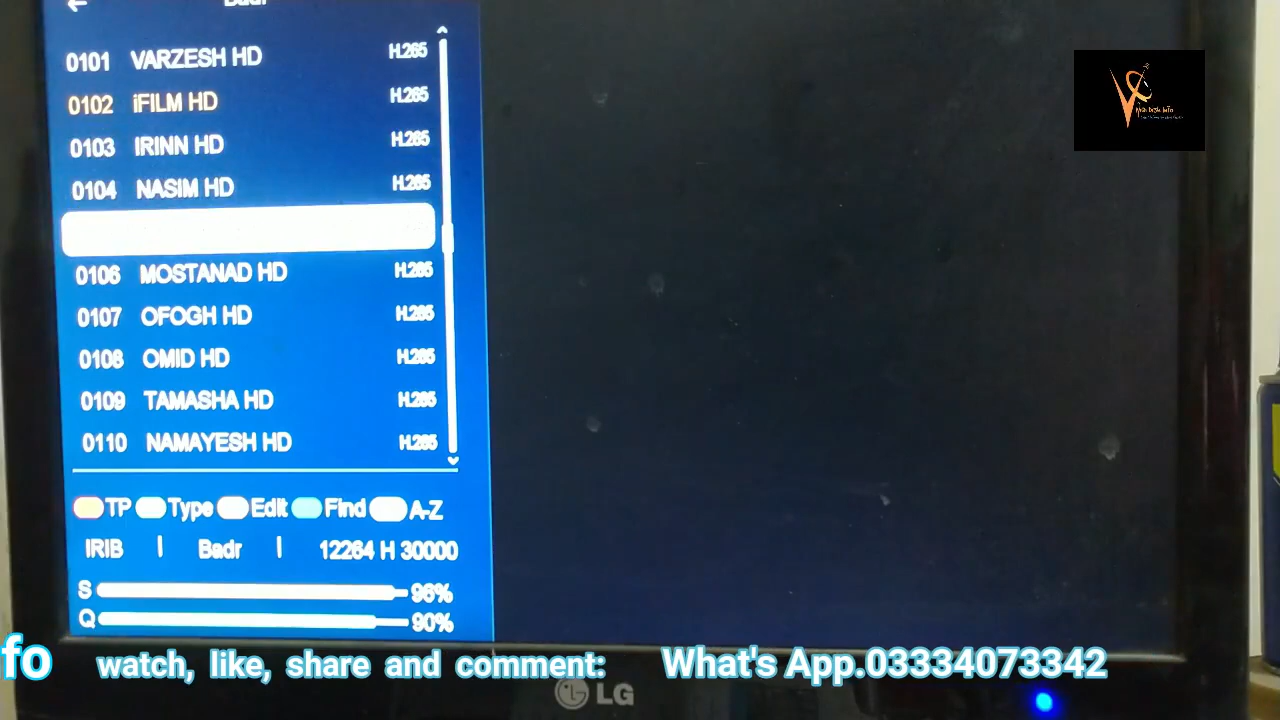 Badr
0101 VARZESH HD H.265
0102 iFILM HD H.265
0103 IRINN HD H.265
0104 NASIM HD H.265
0106 MOSTANAD HD H.265
0107 OFOGH HD H.265
0108 OMID HD H.265
0109 TAMASHA HD H.265
0110 NAMAYESH HD H.265
TP Type Edit Find A-Z
IRIB | Badr | 12264 H 30000
S 96%
Q 90%
fo watch, like, share and comment: What's App.03334073342
LG